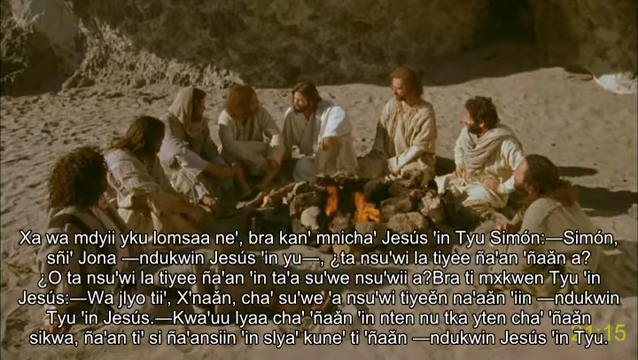 Xa wa mdyii yku lomsaa ne', bra kan' mnicha' Jesús 'in Tyu Simón:—Simón,
sñi' Jona —ndukwin Jesús 'in yu—, ¿ta nsu'wi la tiyee ña'an 'ñaăn a?
¿O ta nsu'wi la tiyee ña'an 'in ta'a su'we nsu'wii a?Bra ti mxkwen Tyu 'in
Jesús:—Wa jlyo tii', X'naăn, cha' su'we'a nsu'wi tiyeěn na'aăn 'iin —ndukwin
Tyu 'in Jesús.—Kwa'uu lyaa cha' 'ñaăn 'in nten nu tka yten cha' 'ñaăn
sikwa, ña'an ti' si ña'ansiin 'in slya' kune' ti 'ñaăn —ndukwin Jesús 'in Tyu.
21:15